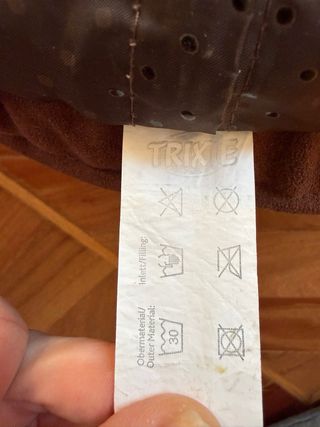 TRIXIE
Inlett/Filling:
Obermaterial/
Outer Material:
30